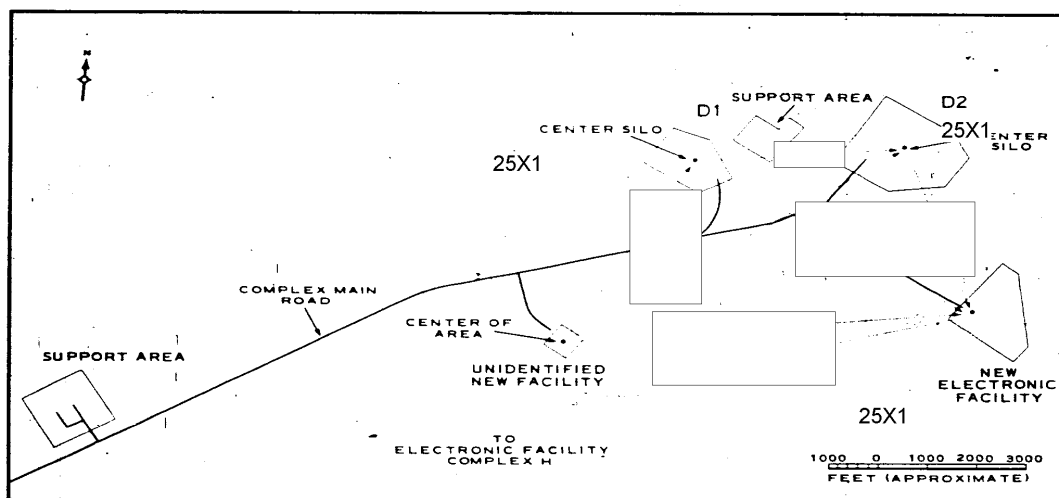 N
D1
SUPPORT AREA
D2
CENTER SILO
25X1
25X1
ENTER
SILO
COMPLEX MAIN
ROAD
CENTER OF
AREA
SUPPORT AREA
UNIDENTIFIED
NEW FACILITY
NEW
ELECTRONIC
FACILITY
25X1
TO
ELECTRONIC FACILITY
COMPLEX H
1000 0 1000 2000 3000
FEET (APPROXIMATE)